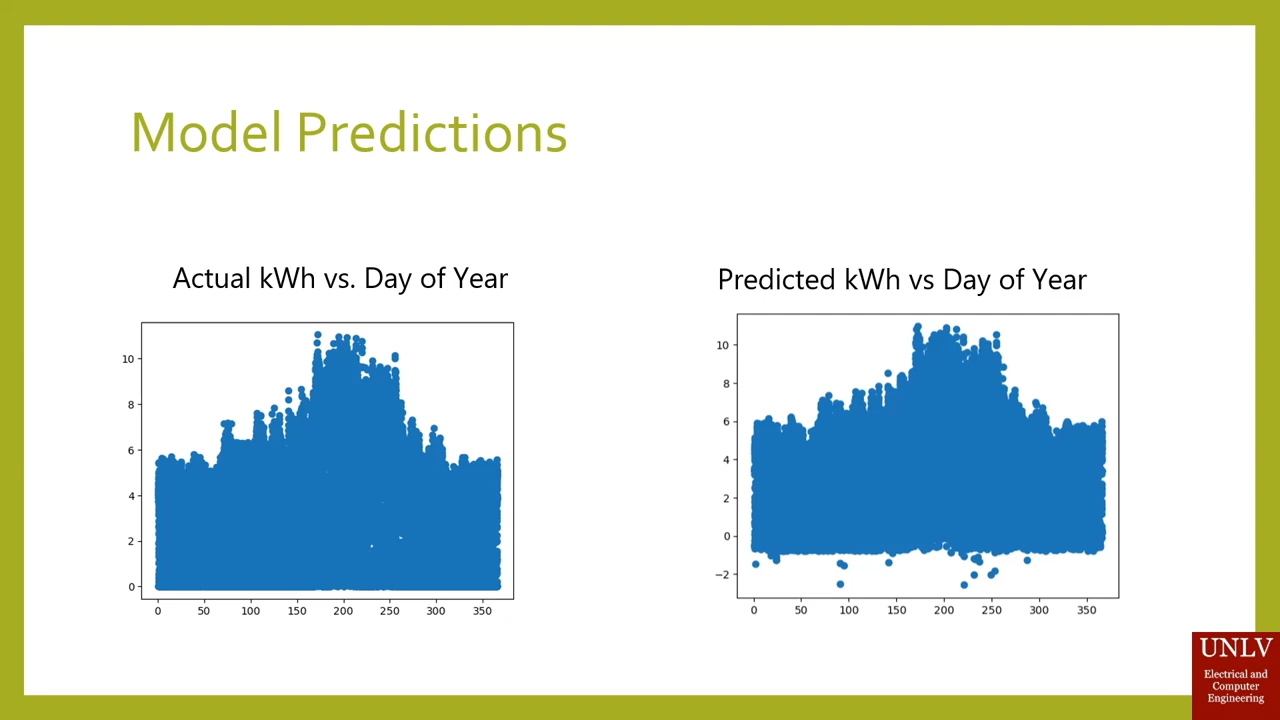 Model Predictions
Actual kWh vs. Day of Year
Predicted kWh vs Day of Year
10
8
6
4
2
0
0 50 100 150 200 250 300 350
10
8
6
4
2
0
−2
0 50 100 150 200 250 300 350
UNLV
Electrical and
Computer
Engineering